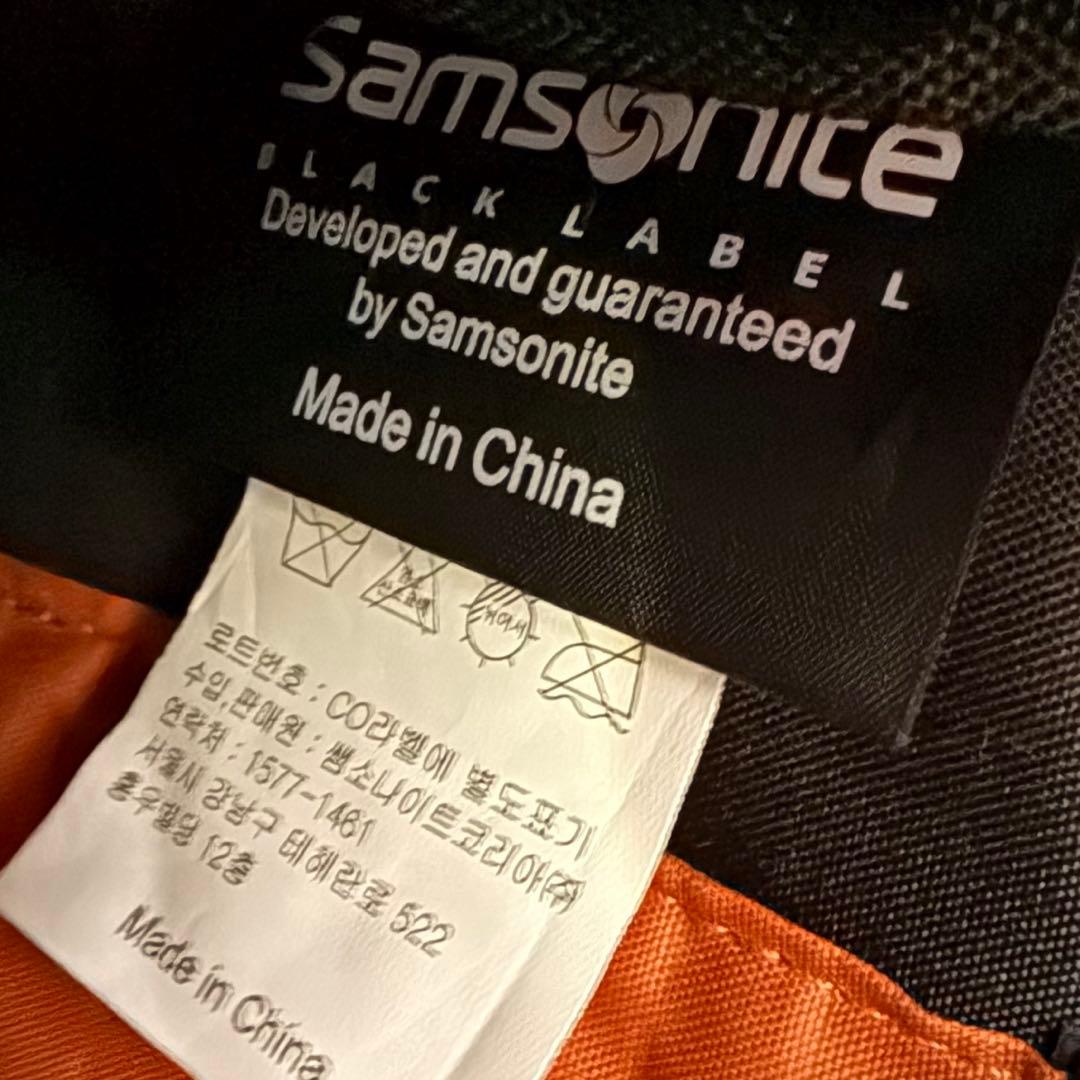 Samsonite
BLACK LABEL
Developed and guaranteed
by Samsonite
Made in China
뉘어서
로트번호 : CO라벨에 별도표기
수입,판매원 : 쌤소나이트코리아(주)
연락처 : 1577-1461
서울시 강남구 테헤란로 522
홍우빌딩 12층
Made in China